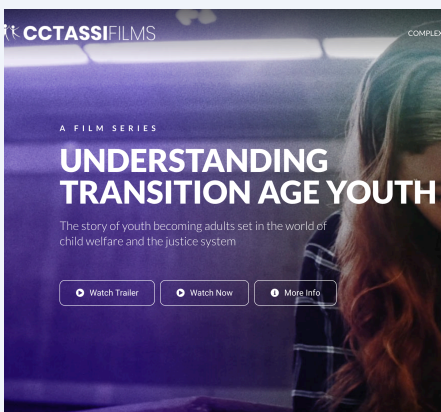 CCTASSIFILMS
COMPLEX
A FILM SERIES
UNDERSTANDING
TRANSITION AGE YOUTH
The story of youth becoming adults set in the world of
child welfare and the justice system
Watch Trailer
Watch Now
More Info